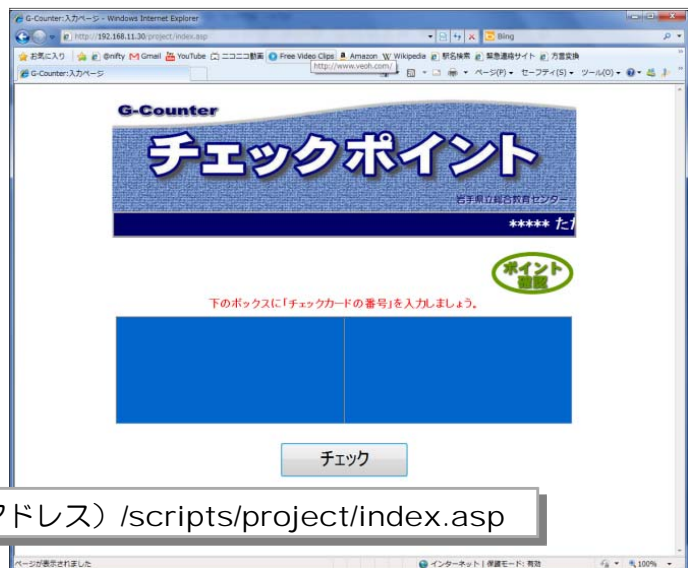 G-Counter:入力ページ - Windows Internet Explorer
http://192.168.11.30/project/index.asp
Bing
お気に入り @nifty Gmail YouTube ニコニコ動画 Free Video Clips Amazon Wikipedia 駅名検索 緊急連絡サイト 方言変換
http://www.veoh.com/
G-Counter:入力ページ
ページ(P) セーフティ(S) ツール(O)
G-Counter
チェックポイント
岩手県立総合教育センター
***** ただ
ポイント
確認
下のボックスに「チェックカードの番号」を入力しましょう。
チェック
アドレス）/scripts/project/index.asp
ページが表示されました
インターネット | 保護モード: 有効
100%